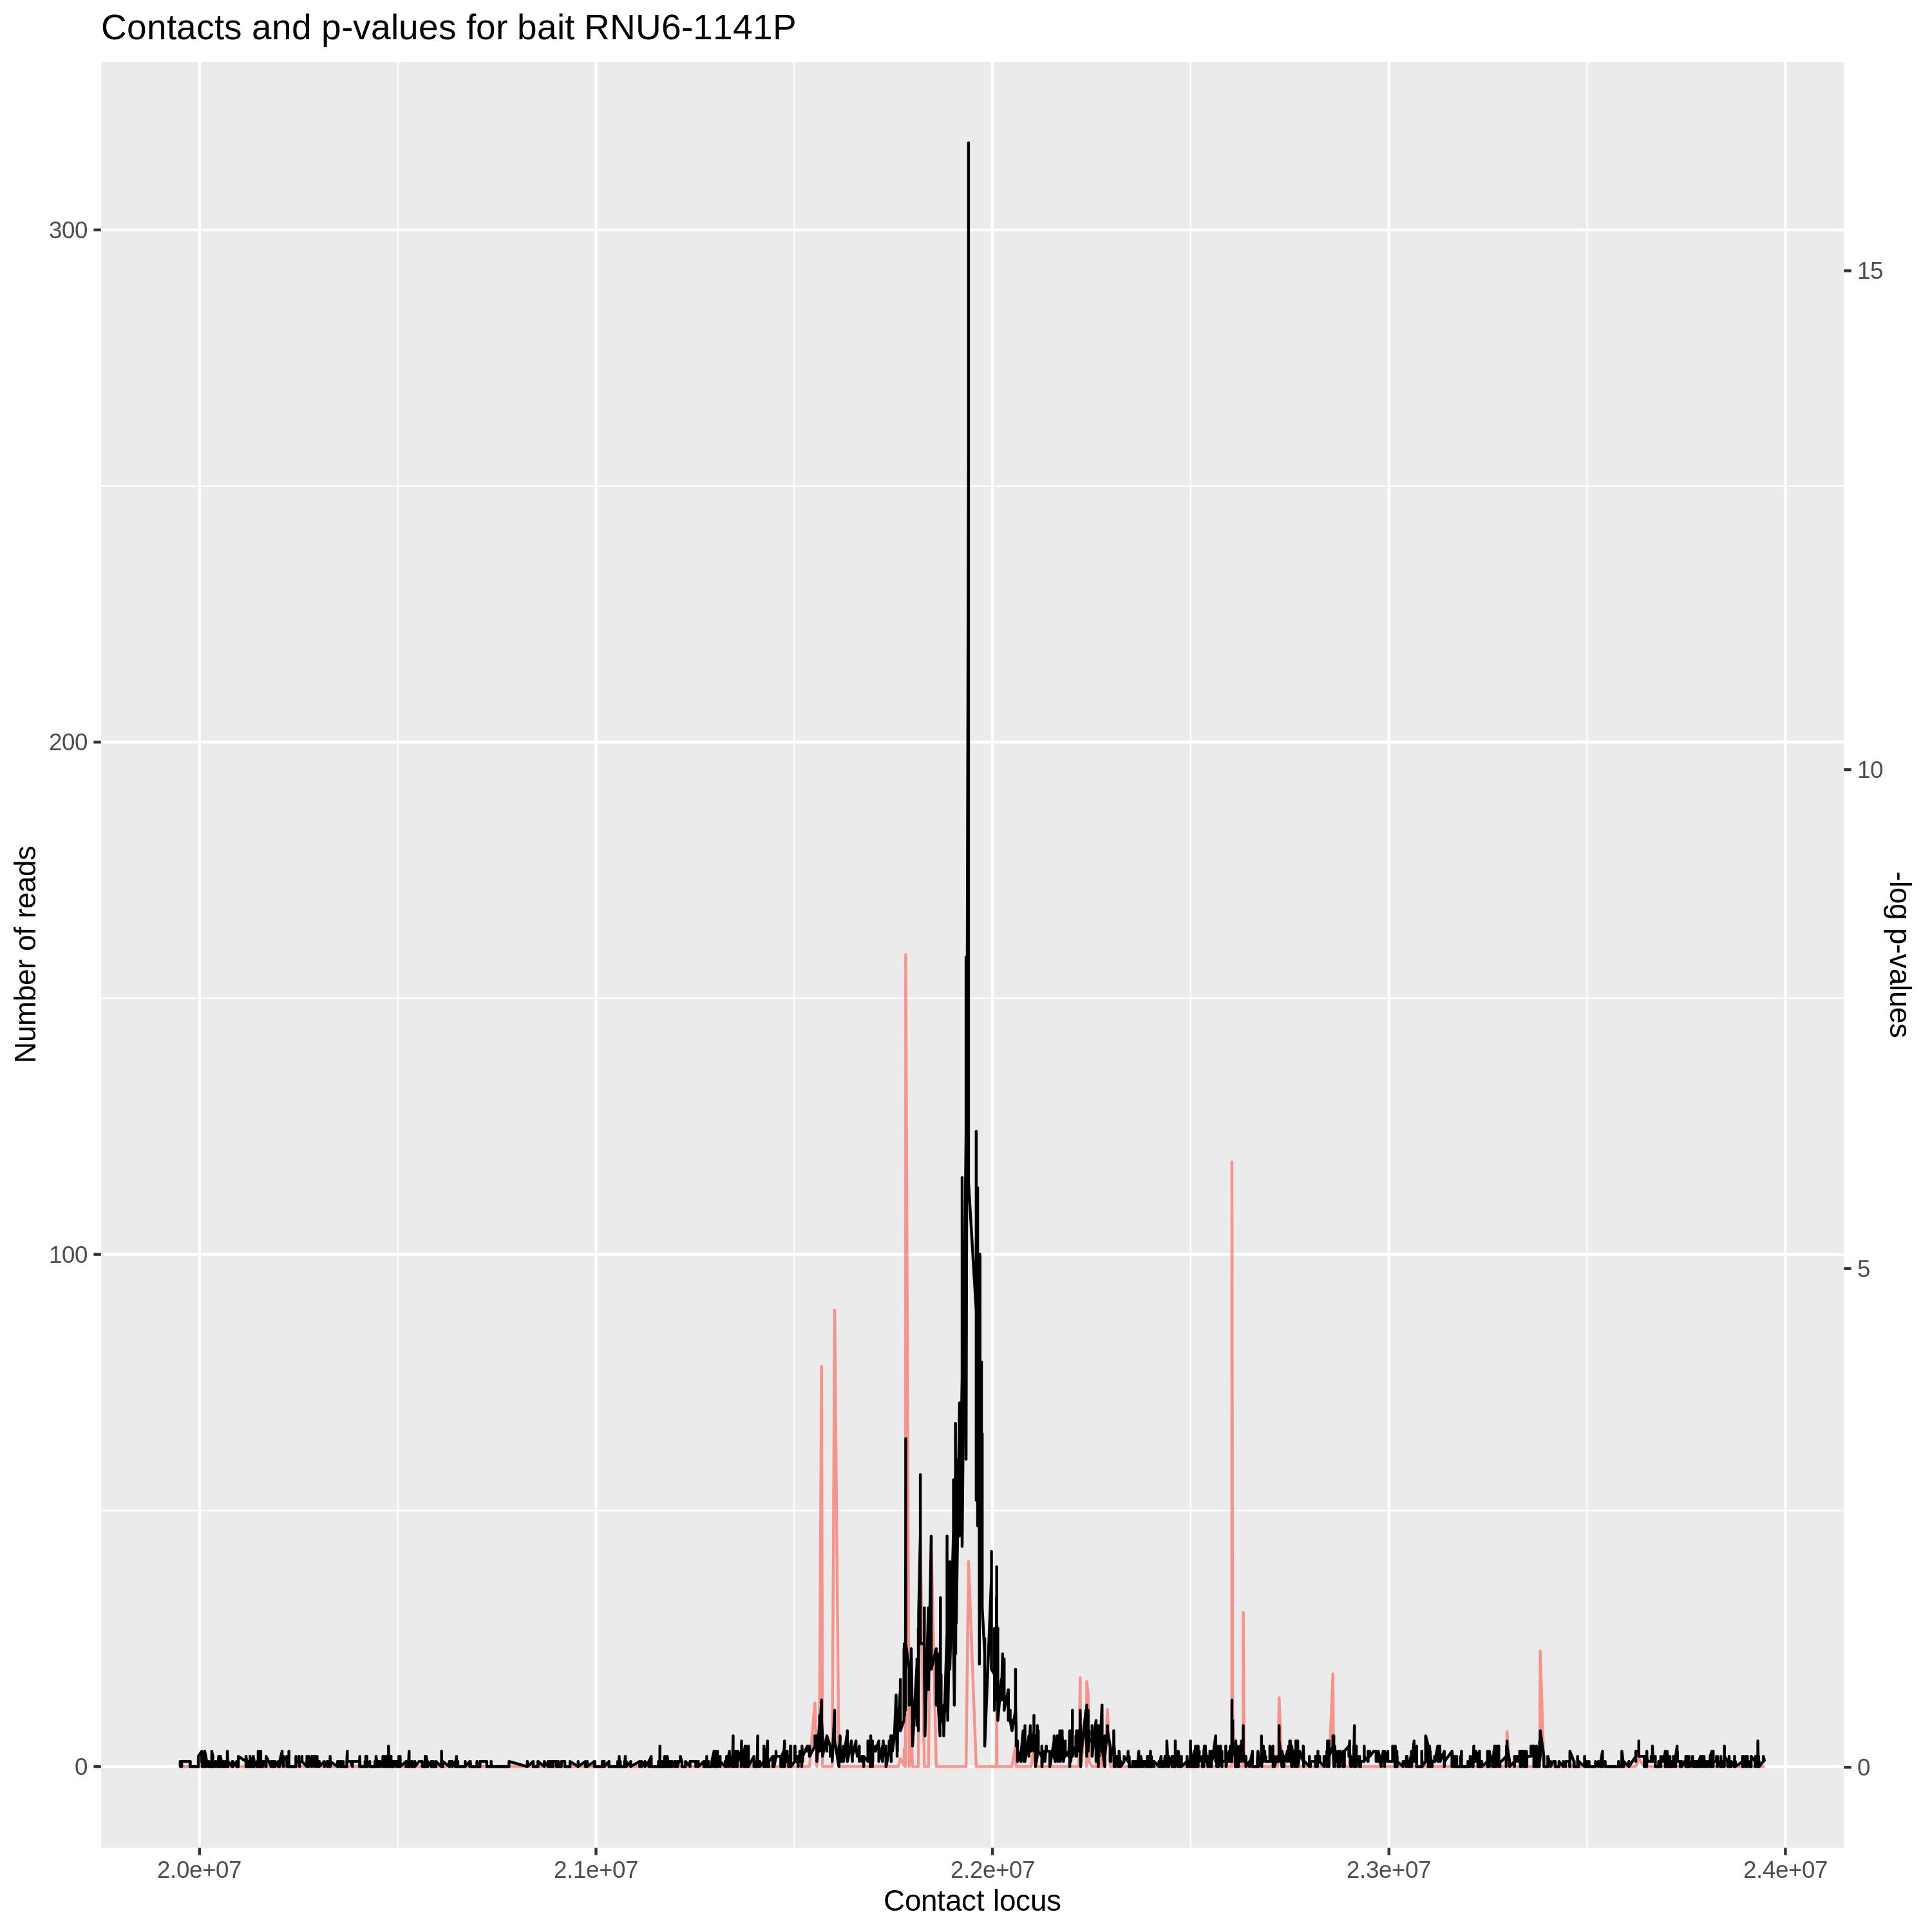 Contacts and p-values for bait RNU6-1141P
300
200
100
0
Number of reads
15
10
5
0
-log p-values
2.0e+07 2.1e+07 2.2e+07 2.3e+07 2.4e+07
Contact locus